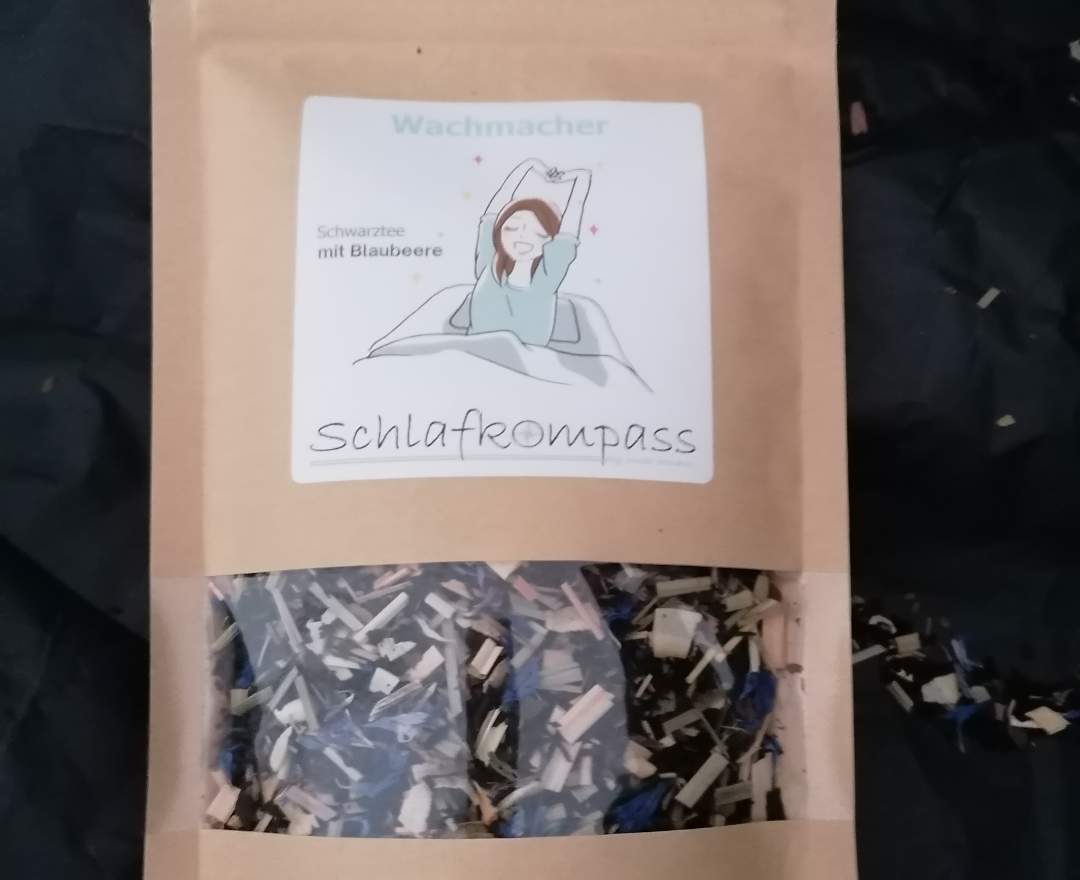 Wachmacher
Schwarztee
mit Blaubeere
Schlafkompass